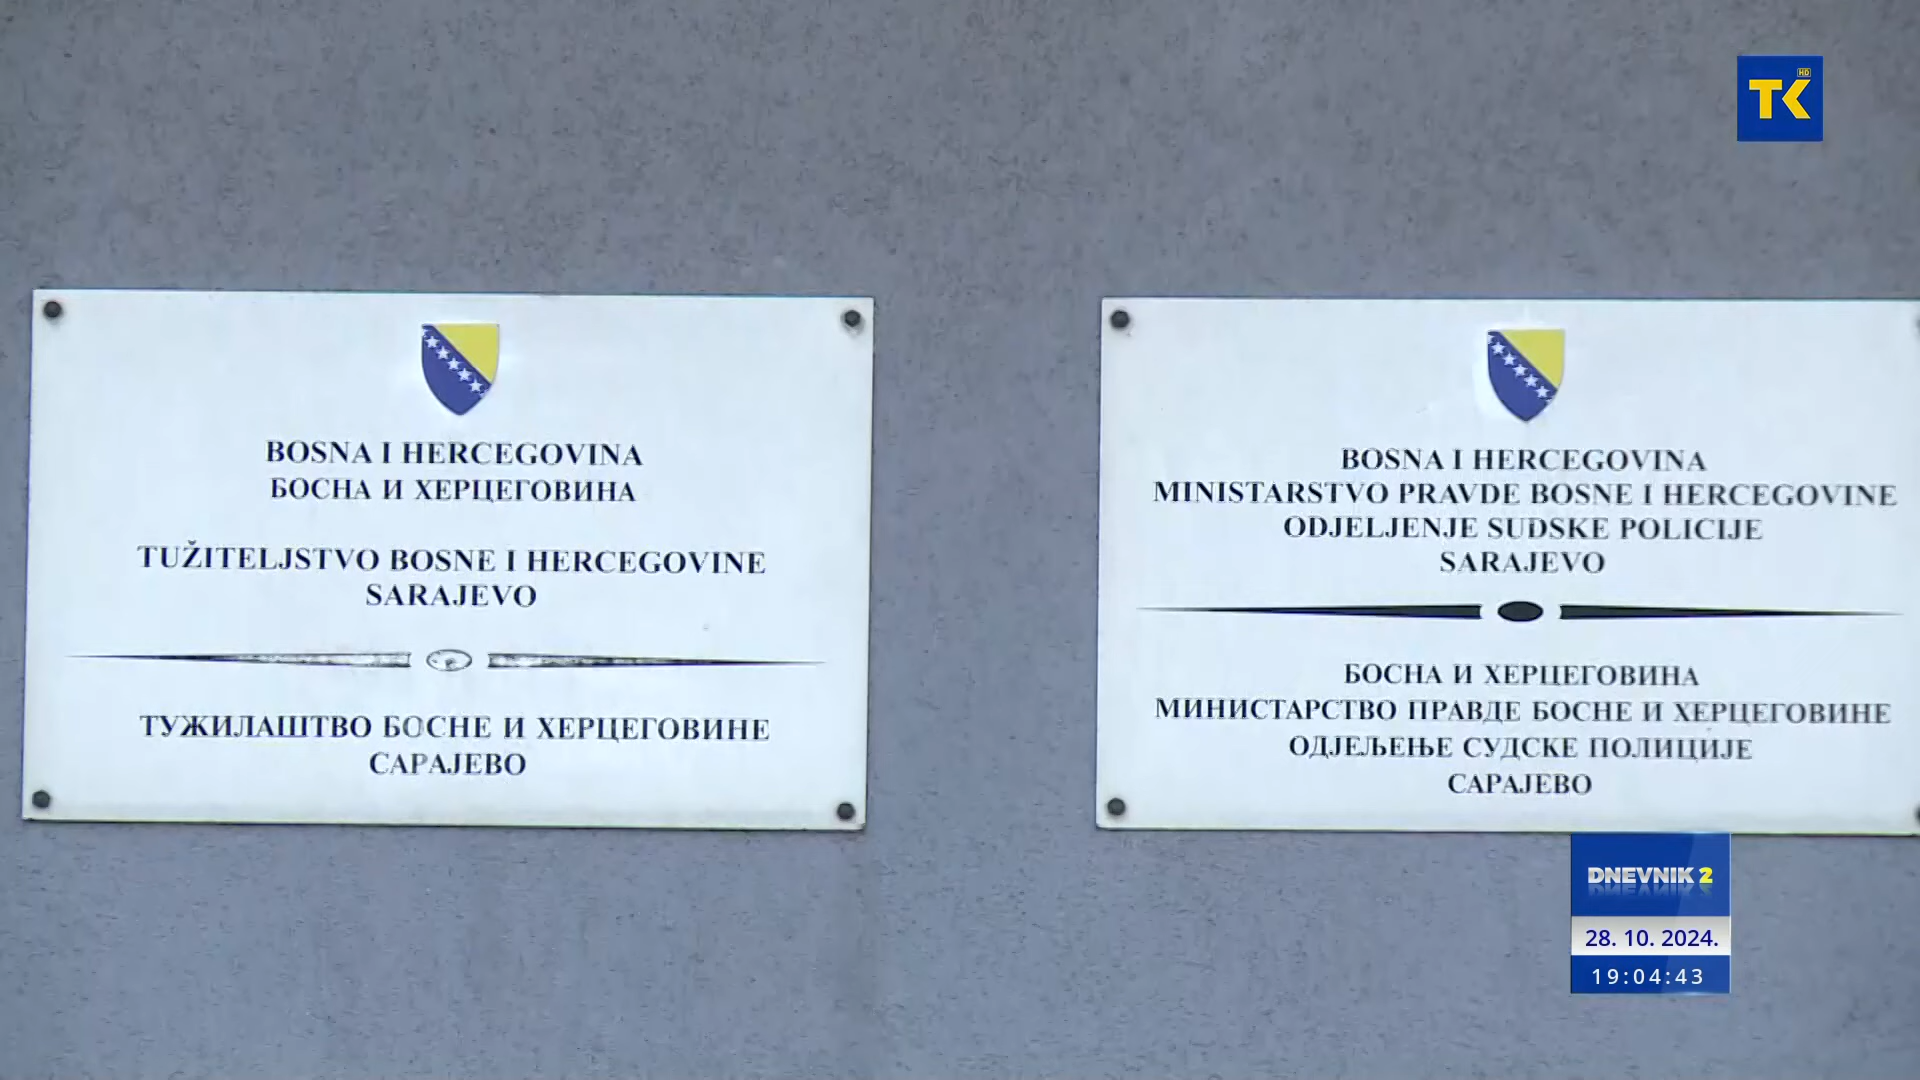 BOSNA I HERCEGOVINA
БОСНА И ХЕРЦЕГОВИНА
TUŽITELJSTVO BOSNE I HERCEGOVINE
SARAJEVO
ТУЖИЛАШТВО БОСНЕ И ХЕРЦЕГОВИНЕ
САРАЈЕВО
BOSNA I HERCEGOVINA
MINISTARSTVO PRAVDE BOSNE I HERCEGOVINE
ODJELJENJE SUDSKE POLICIJE
SARAJEVO
БОСНА И ХЕРЦЕГОВИНА
МИНИСТАРСТВО ПРАВДЕ БОСНЕ И ХЕРЦЕГОВИНЕ
ОДЈЕЉЕЊЕ СУДСКЕ ПОЛИЦИЈЕ
САРАЈЕВО
TK HD
DNEVNIK 2
28. 10. 2024.
19:04:43